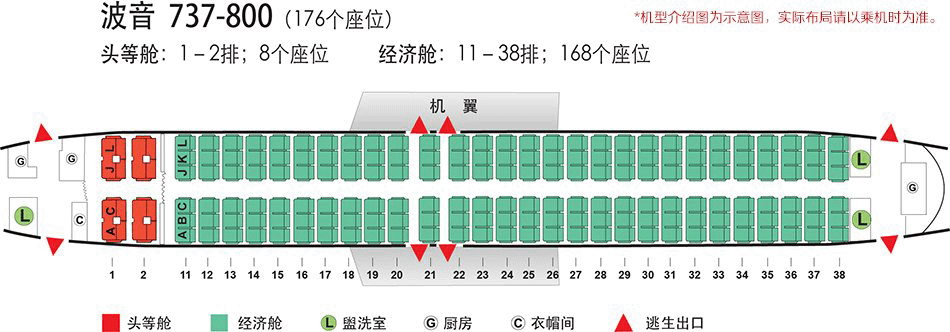 波音 737-800（176个座位）
*机型介绍图为示意图，实际布局请以乘机时为准。
头等舱：1－2排；8个座位 经济舱：11－38排；168个座位
机 翼
G G J L J K L L
G
L C A C A B C L
1 2 11 12 13 14 15 16 17 18 19 20 21 22 23 24 25 26 27 28 29 30 31 32 33 34 35 36 37 38
头等舱 经济舱 L 盥洗室 G 厨房 C 衣帽间 逃生出口